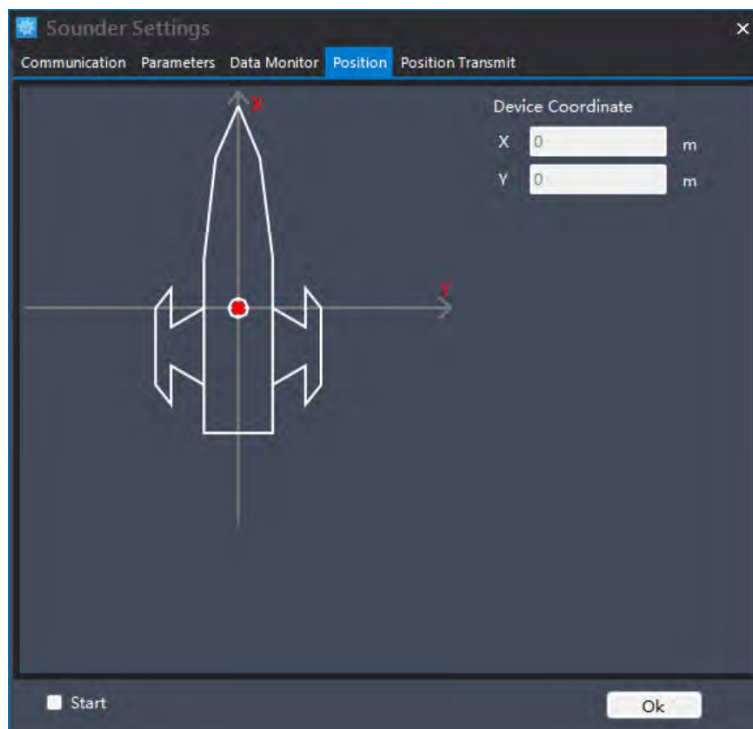 Sounder Settings
Communication Parameters Data Monitor Position Position Transmit
X
Device Coordinate
X 0 m
Y 0 m
Y
Start
Ok